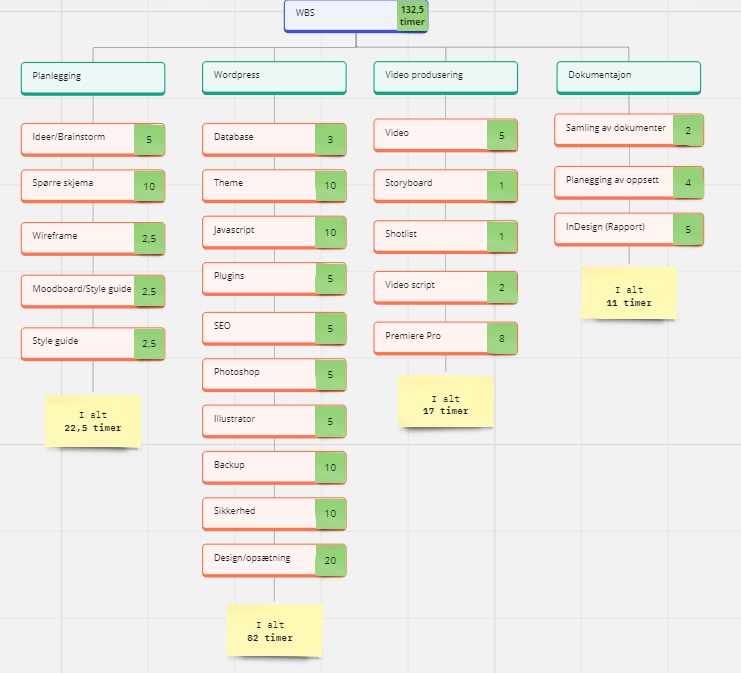 WBS
132,5
timer
Planlegging
Wordpress
Video produsering
Dokumentajon
Ideer/Brainstorm 5
Spørre skjema 10
Wireframe 2,5
Moodboard/Style guide 2,5
Style guide 2,5
I alt
22,5 timer
Database 3
Theme 10
Javascript 10
Plugins 5
SEO 5
Photoshop 5
Illustrator 5
Backup 10
Sikkerhed 10
Design/opsætning 20
I alt
82 timer
Video 5
Storyboard 1
Shotlist 1
Video script 2
Premiere Pro 8
I alt
17 timer
Samling av dokumenter 2
Planegging av oppsett 4
InDesign (Rapport) 5
I alt
11 timer